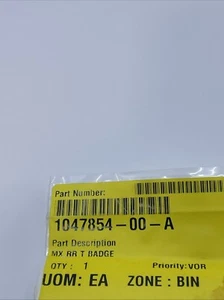 Part Number:
1047854-00-A
Part Description
MX RR T BADGE
QTY: 1 Priority:VOR
UOM: EA ZONE : BIN